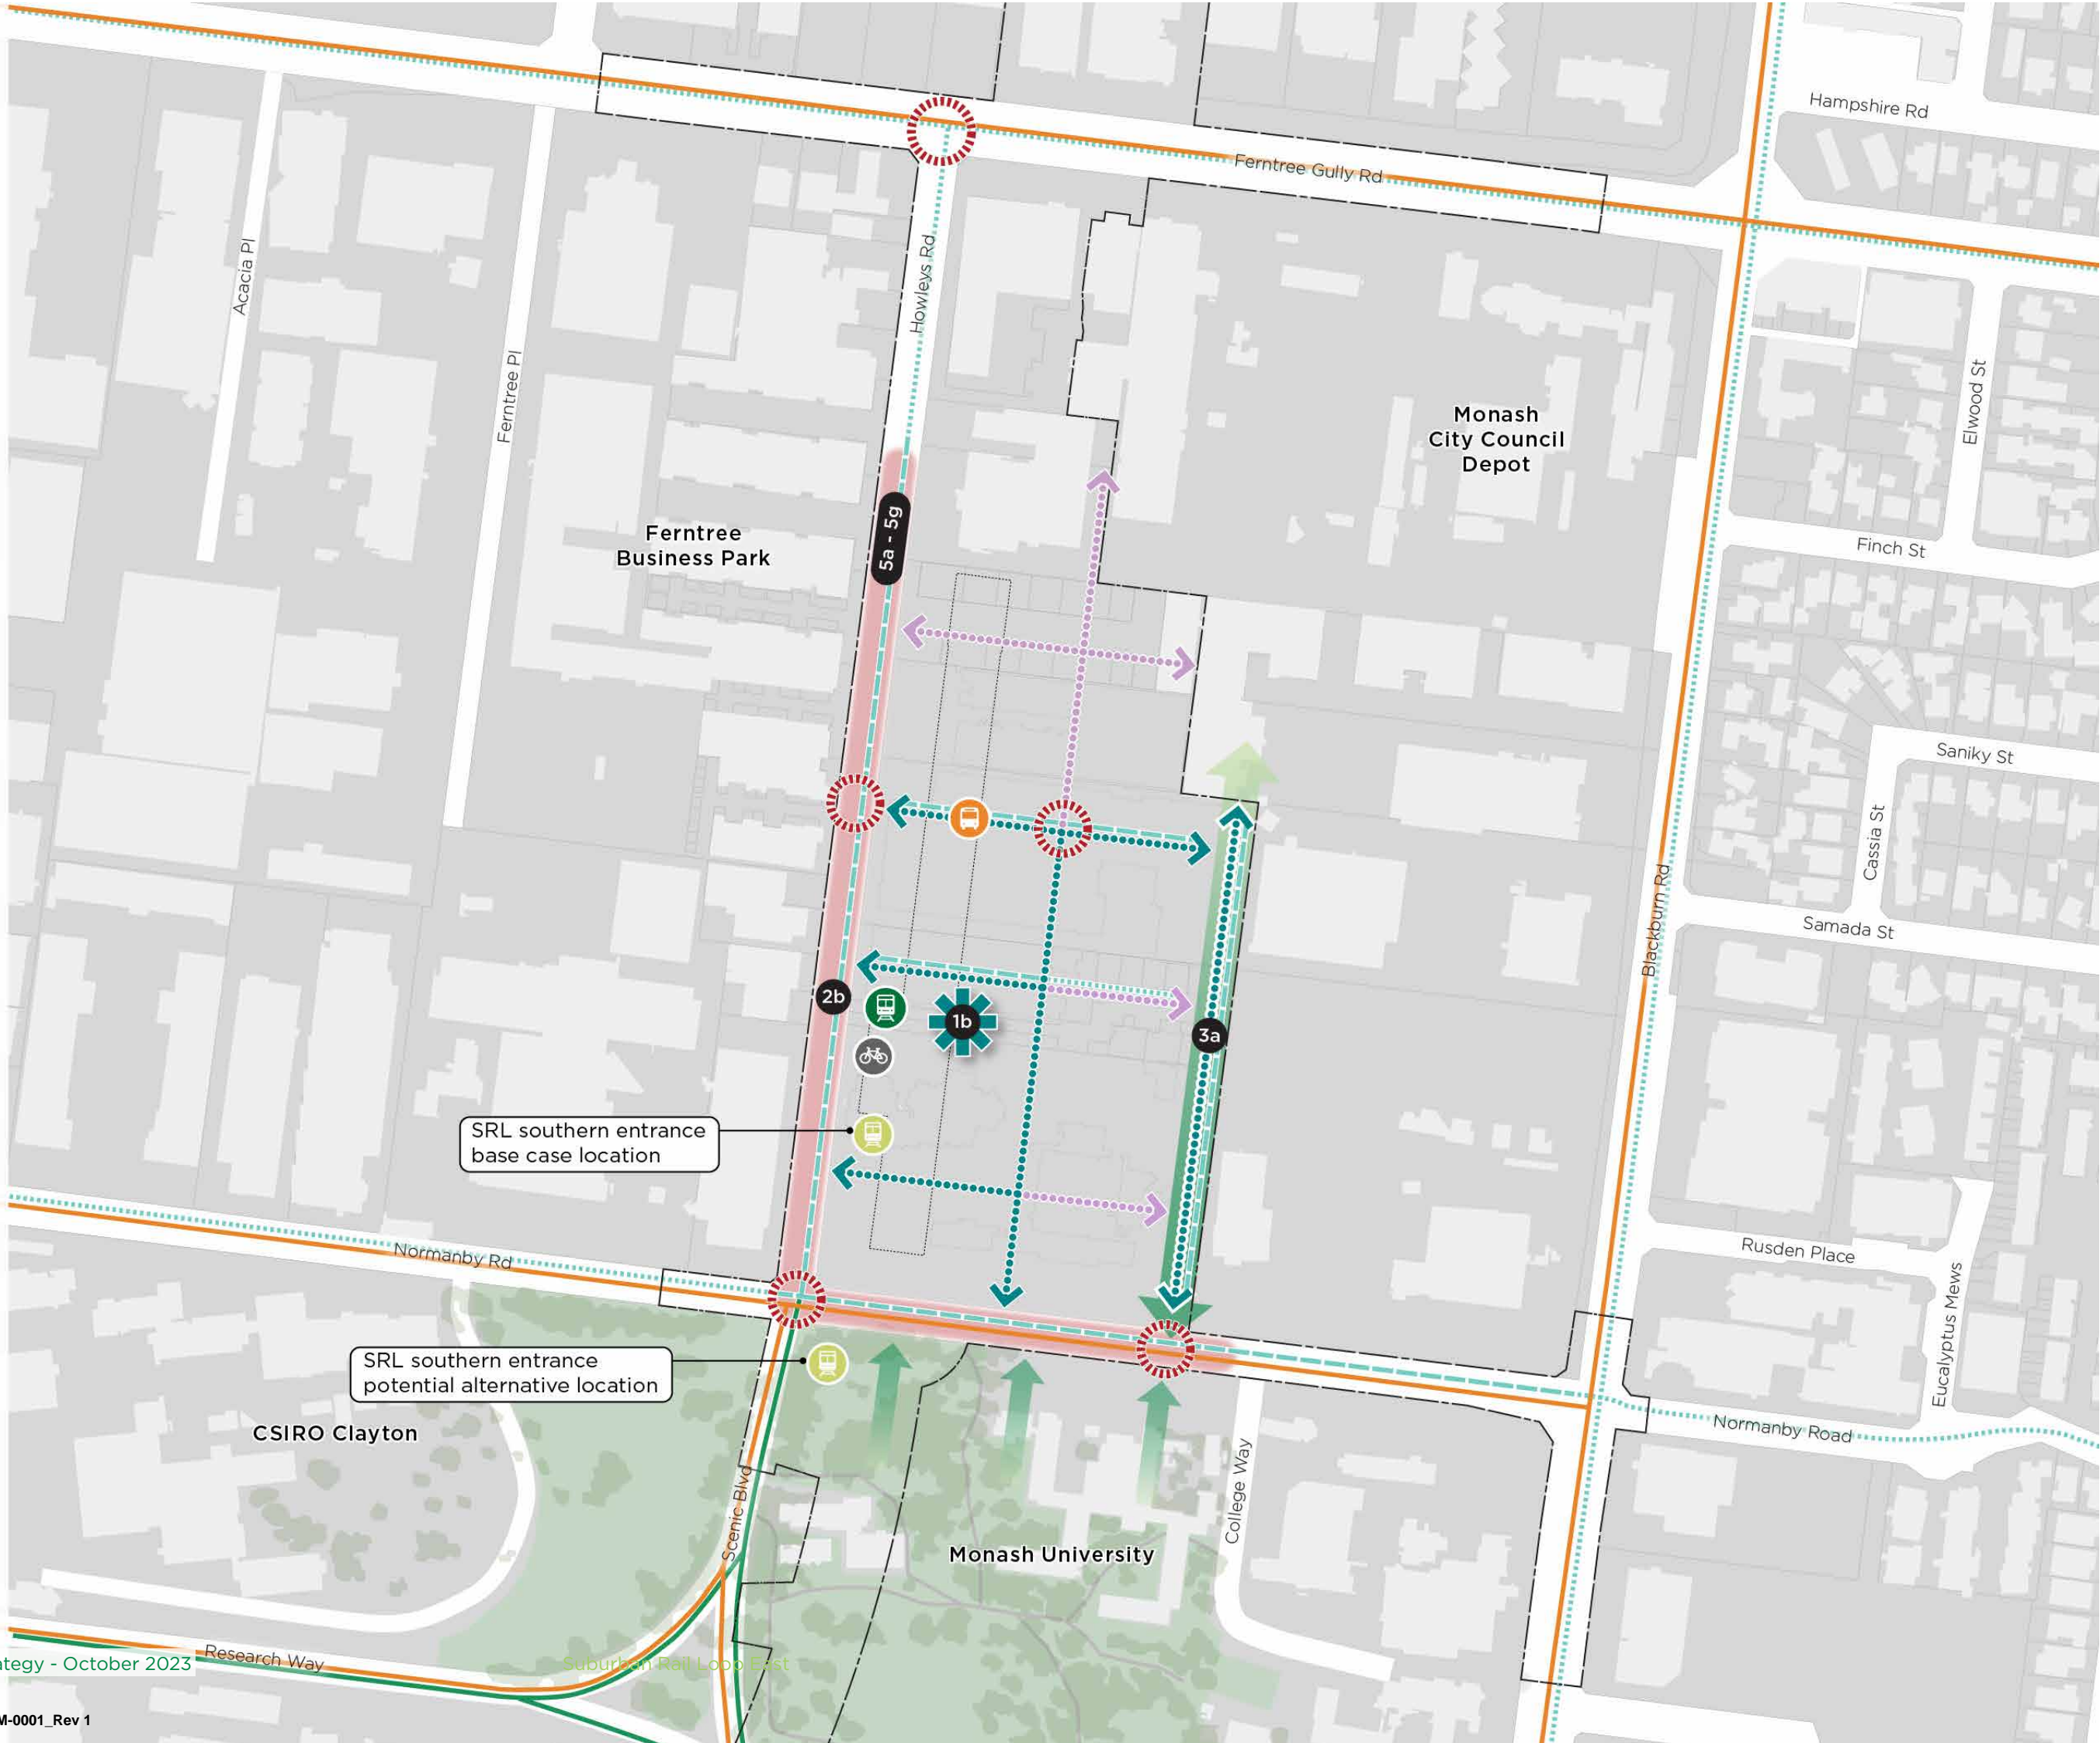 Hampshire Rd
Ferntree Gully Rd
Acacia Pl
Howleys Rd
Ferntree Pl
Elwood St
Monash
City Council
Depot
5a - 5g
Ferntree
Business Park
Finch St
Saniky St
Cassia St
Blackburn Rd
Samada St
2b
1b
3a
SRL southern entrance
base case location
Normanby Rd
Rusden Place
Eucalyptus Mews
SRL southern entrance
potential alternative location
CSIRO Clayton
Normanby Road
College Way
Scenic Blvd
Monash University
Research Way
ategy - October 2023
Suburban Rail Loop East
M-0001_Rev 1